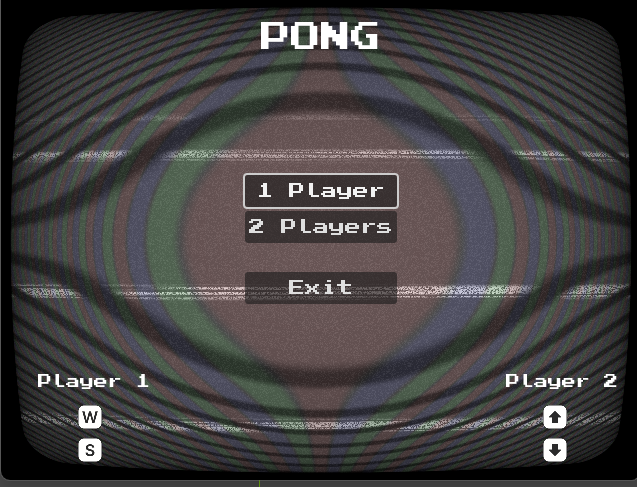 PONG
1 Player
2 Players
Exit
Player 1
Player 2
W
S